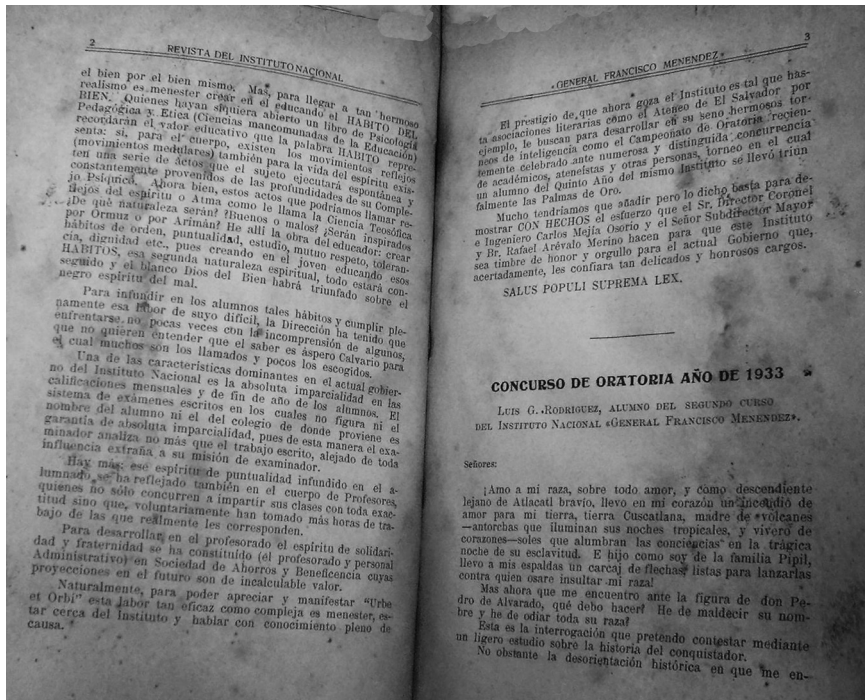 2
REVISTA DEL INSTITUTO NACIONAL
el bien por el bien mismo. Mas, para llegar a tan hermoso
realismo es menester crear en el educando el HABITO DEL
BIEN. Quienes hayan siquiera abierto un libro de Psicología
Pedagógica y Etica (Ciencias mancomunadas de la Educación)
recordarán el valor educativo que la palabra HABITO repre-
senta: si, para el cuerpo, existen los movimientos reflejos
(movimientos medulares) también para la vida del espíritu exis-
ten una serie de actos que el sujeto ejecutará espontánea y
constantemente provenidos de las profundidades de su Comple-
jo Psíquico. Ahora bien, estos actos que podríamos llamar re-
flejos del espíritu o Atma como le llama la Ciencia Teosófica
¿De qué naturaleza serán? ¿Buenos o malos? ¿Serán inspirados
por Ormuz o por Arimán? He allí la obra del educador: crear
hábitos de orden, puntualidad, estudio, mutuo respeto, toleran-
cia, dignidad etc., pues creando en el joven educando esos
HABITOS, esa segunda naturaleza espiritual, todo estará con-
seguido y el blanco Dios del Bien habrá triunfado sobre el
negro espíritu del mal.
Para infundir en los alumnos tales hábitos y cumplir ple-
namente esa labor de suyo difícil, la Dirección ha tenido que
enfrentarse no pocas veces con la incomprensión de algunos,
que no quieren entender que el saber es áspero Calvario para
el cual muchos son los llamados y pocos los escogidos.
Una de las características dominantes en el actual gobier-
no del Instituto Nacional es la absoluta imparcialidad en las
calificaciones mensuales y de fin de año de los alumnos. El
sistema de exámenes escritos en los cuales no figura ni el
nombre del alumno ni el del colegio de donde proviene es
garantía de absoluta imparcialidad, pues de esta manera el exa-
minador analiza no más que el trabajo escrito, alejado de toda
influencia extraña a su misión de examinador.
Hay más: ese espíritu de puntualidad infundido en el a-
lumnado, se ha reflejado también en el cuerpo de Profesores,
quienes no sólo concurren a impartir sus clases con toda exac-
titud sino que, voluntariamente han tomado más horas de tra-
bajo de las que realmente les corresponden.
Para desarrollar en el profesorado el espíritu de solidari-
dad y fraternidad se ha constituído (el profesorado y personal
Administrativo) en Sociedad de Ahorros y Beneficencia cuyas
proyecciones en el futuro son de incalculable valor.
Naturalmente, para poder apreciar y manifestar "Urbe
et Orbi" esta labor tan eficaz como compleja es menester, es-
tar cerca del Instituto y hablar con conocimiento pleno de
causa.
«GENERAL FRANCISCO MENENDEZ»
3
El prestigio de que ahora goza el Instituto es tal que has-
ta asociaciones literarias como el Ateneo de El Salvador por
ejemplo, le buscan para desarrollar en su seno hermosos tor-
neos de inteligencia como el Campeonato de Oratoria recien-
temente celebrado ante numerosa y distinguida concurrencia
de académicos, ateneístas y otras personas, torneo en el cual
un alumno del Quinto Año del mismo Instituto se llevó triun
falmente las Palmas de Oro.
Mucho tendríamos que añadir pero lo dicho basta para de-
mostrar CON HECHOS el esfuerzo que el Sr. Director Coronel
e Ingeniero Carlos Mejía Osorio y el Señor Subdirector Mayor
y Br. Rafael Arévalo Merino hacen para que este Instituto
sea timbre de honor y orgullo para el actual Gobierno que,
acertadamente, les confiara tan delicados y honrosos cargos.
SALUS POPULI SUPREMA LEX.
CONCURSO DE ORATORIA AÑO DE 1933
LUIS G. RODRIGUEZ, ALUMNO DEL SEGUNDO CURSO
DEL INSTITUTO NACIONAL «GENERAL FRANCISCO MENENDEZ».
Señores:
¡Amo a mi raza, sobre todo amor, y como descendiente
lejano de Atlacatl bravío, llevo en mi corazón un incendio de
amor para mi tierra, tierra Cuscatlana, madre de volcanes
—antorchas que iluminan sus noches tropicales, y vivero de
corazones—soles que alumbran las conciencias en la trágica
noche de su esclavitud. E hijo como soy de la familia Pipil,
llevo a mis espaldas un carcaj de flechas listas para lanzarlas
contra quien osare insultar mi raza!
Mas ahora que me encuentro ante la figura de don Pe-
dro de Alvarado, qué debo hacer? He de maldecir su nom-
bre y he de odiar toda su raza?
Esta es la interrogación que pretendo contestar mediante
un ligero estudio sobre la historia del conquistador.
No obstante la desorientación histórica en que me en-